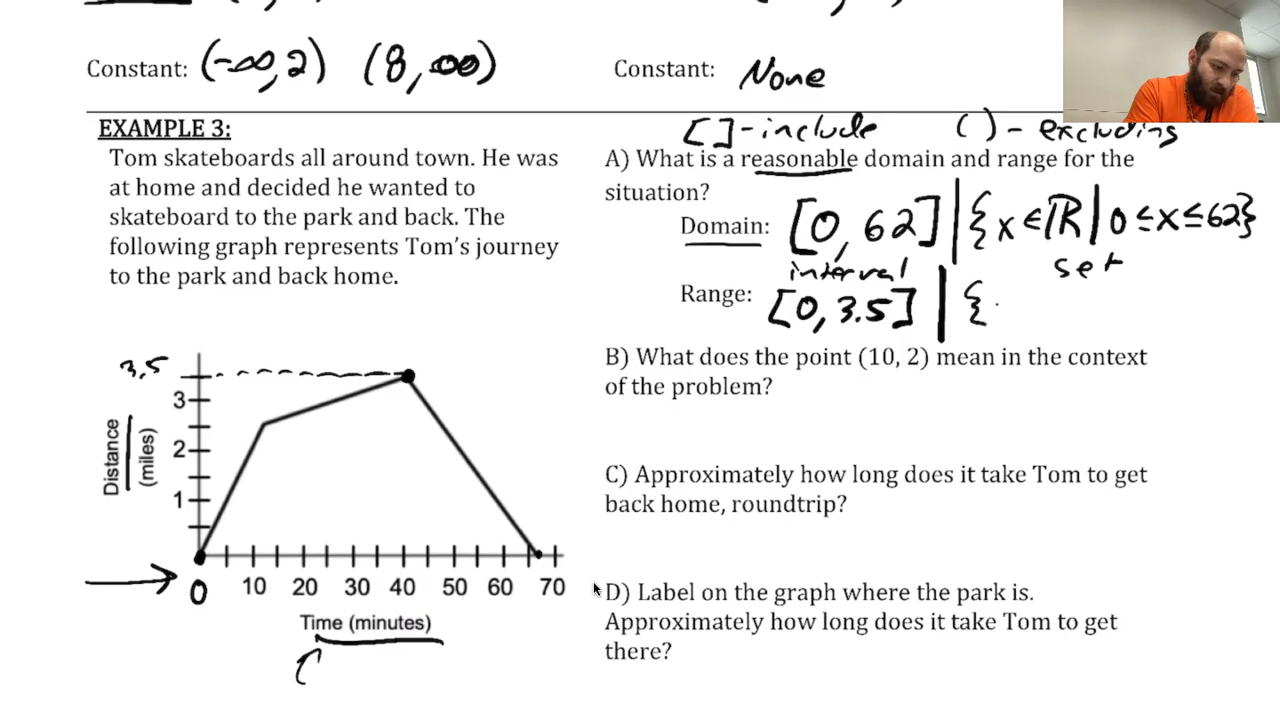 Constant: (-∞,2) (8,∞)
Constant: None
EXAMPLE 3:
Tom skateboards all around town. He was
at home and decided he wanted to
skateboard to the park and back. The
following graph represents Tom's journey
to the park and back home.
[ ]-include ( ) - excluding
A) What is a reasonable domain and range for the
situation?
Domain: [0, 62] | {x∈ℝ | 0 ≤x≤62}
interval set
Range: [0, 3.5] | {
B) What does the point (10, 2) mean in the context
of the problem?
C) Approximately how long does it take Tom to get
back home, roundtrip?
D) Label on the graph where the park is.
Approximately how long does it take Tom to get
there?
3.5
3
2
1
Distance
(miles)
0 10 20 30 40 50 60 70
Time (minutes)